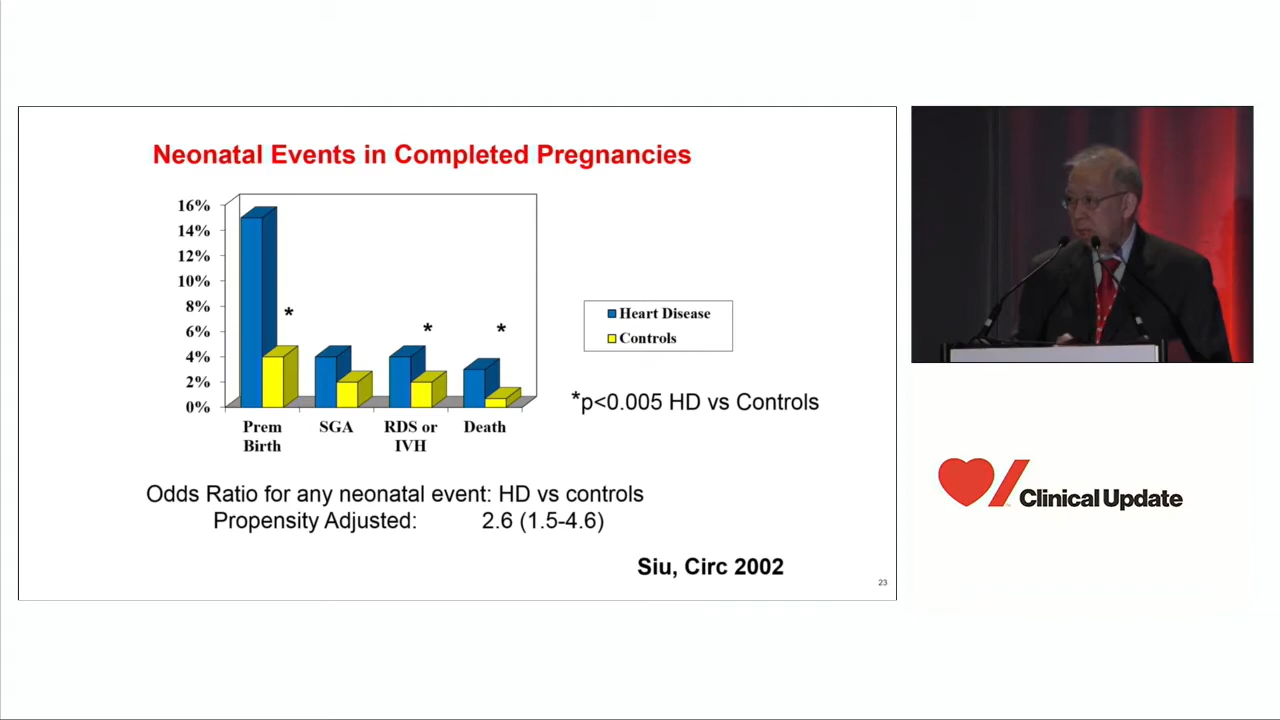 Neonatal Events in Completed Pregnancies
16%
14%
12%
10%
8%
6%
4%
2%
0%
*
*
*
Prem Birth
SGA
RDS or IVH
Death
Heart Disease
Controls
*p<0.005 HD vs Controls
Odds Ratio for any neonatal event: HD vs controls
Propensity Adjusted: 2.6 (1.5-4.6)
Siu, Circ 2002
23
Clinical Update